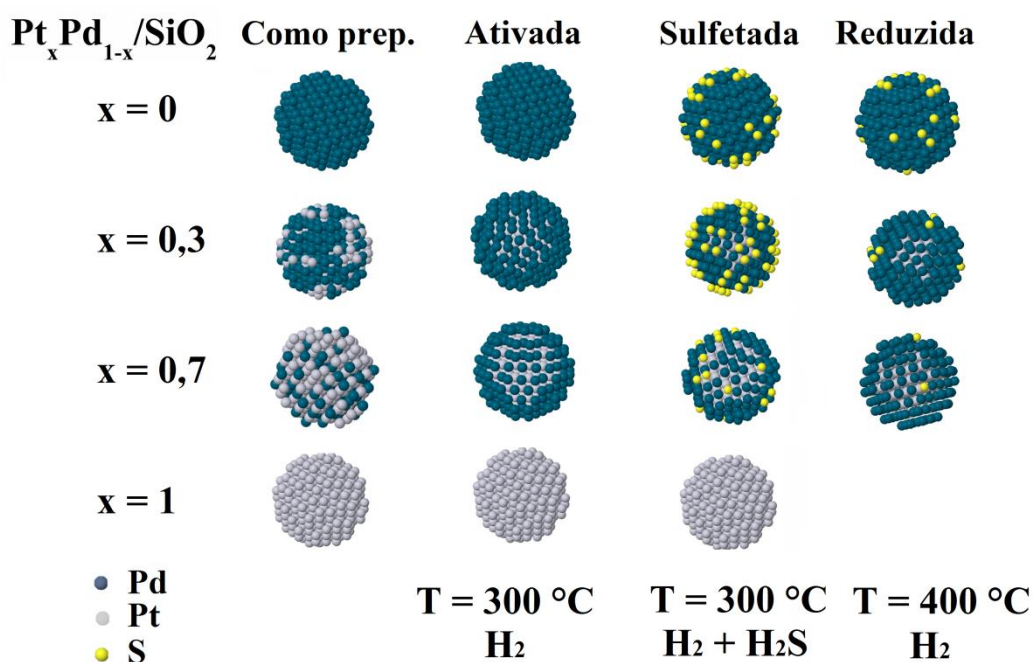 PtₓPd₁₋ₓ/SiO₂ Como prep. Ativada Sulfetada Reduzida
x = 0
x = 0,3
x = 0,7
x = 1
Pd
Pt
S
T = 300 °C T = 300 °C T = 400 °C
H₂ H₂ + H₂S H₂